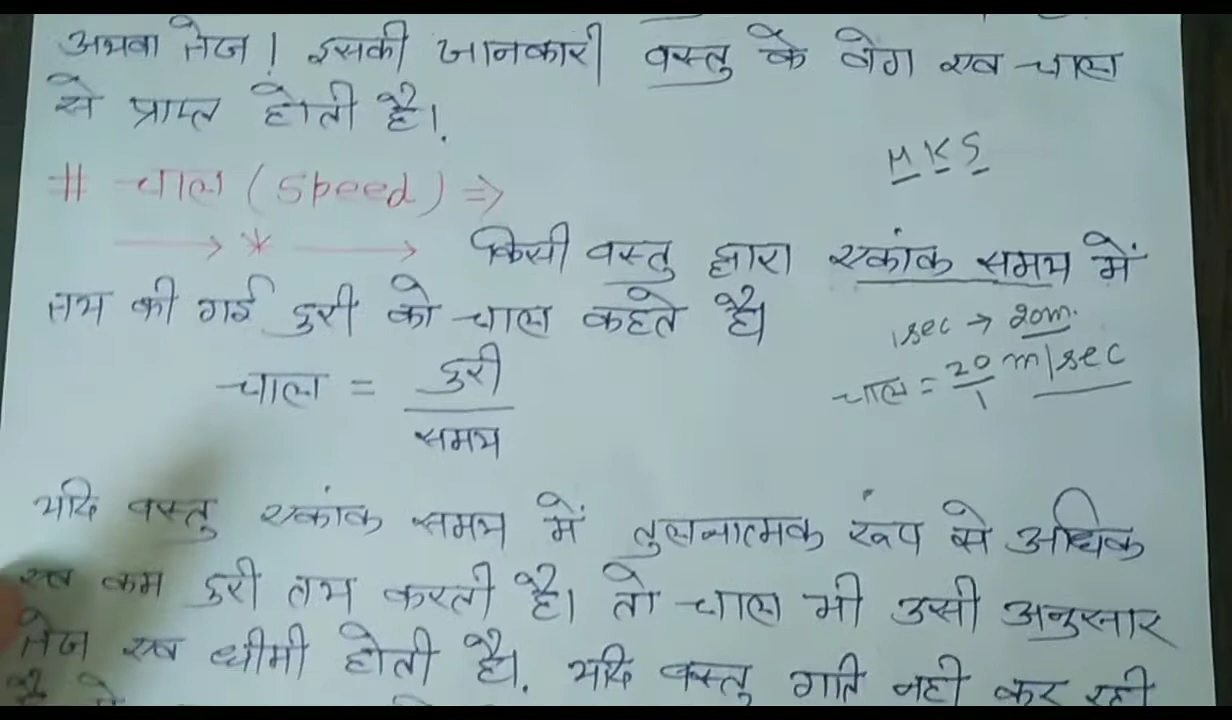 अथवा तेज। इसकी जानकारी वस्तु के वेग एव चाल
से प्राप्त होती है।
MKS
# चाल (Speed) ⇒
किसी वस्तु द्वारा एकांक समय में
तय की गई दुरी को चाल कहते है।
1sec → 20m.
चाल = दुरी / समय
चाल = 20/1 m/sec
यदि वस्तु एकांक समय में तुलनात्मक रूप से अधिक
एव कम दुरी तय करती है। तो चाल भी उसी अनुसार
तेज एव धीमी होती है। यदि वस्तु गति नही कर रही